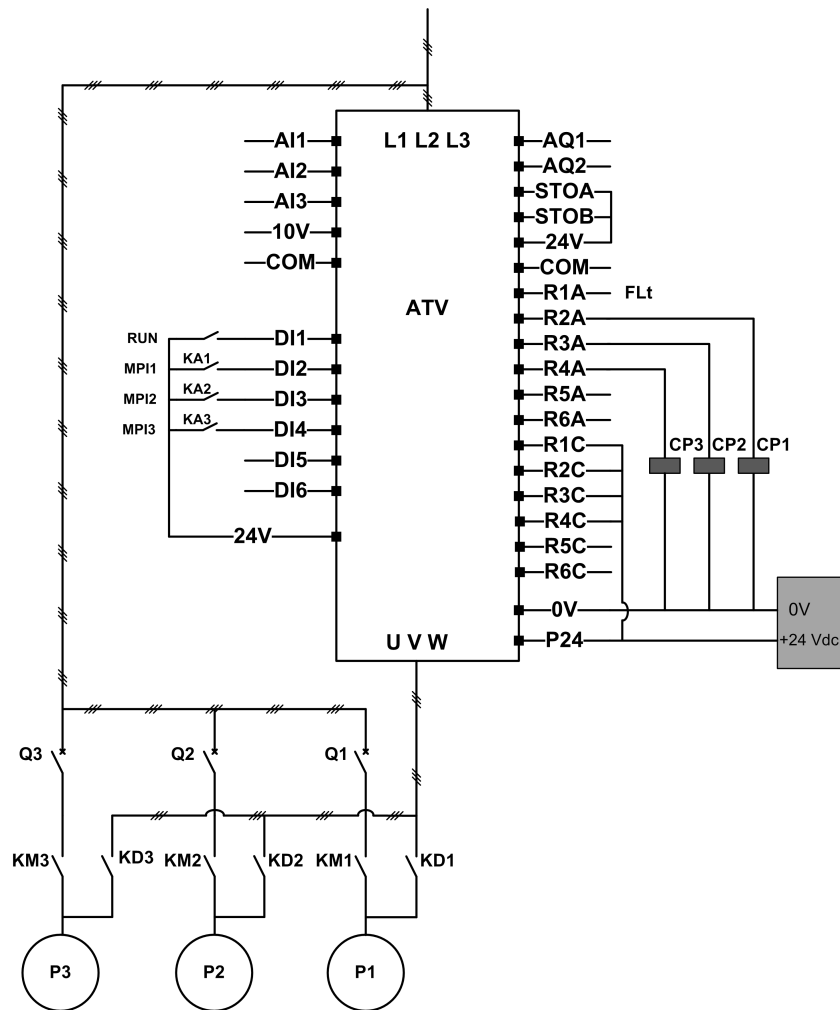 L1 L2 L3
AI1
AQ1
AI2
AQ2
AI3
STOA
10V
STOB
COM
24V
COM
ATV
R1A FLt
R2A
RUN DI1
R3A
MPI1 KA1 DI2
R4A
MPI2 KA2 DI3
R5A
MPI3 KA3 DI4
R6A
DI5
R1C CP3 CP2 CP1
DI6
R2C
R3C
24V
R4C
R5C
R6C
0V 0V
U V W P24 +24 Vdc
Q3 Q2 Q1
KM3 KD3 KM2 KD2 KM1 KD1
P3 P2 P1